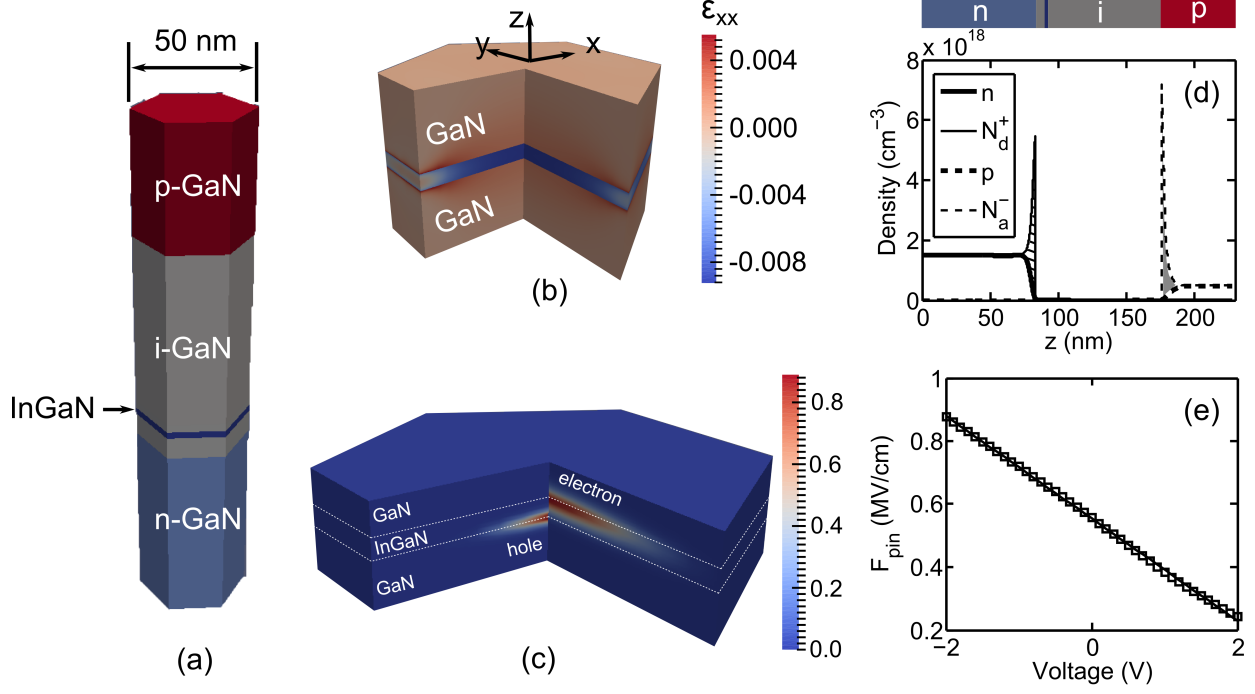 50 nm
p-GaN
i-GaN
InGaN
n-GaN
(a)
z
y
x
GaN
GaN
(b)
εxx
0.004
0.000
-0.004
-0.008
GaN
InGaN
GaN
electron
hole
(c)
0.8
0.6
0.4
0.2
0.0
n
i
p
x 10^18
8
6
4
2
0
Density (cm^−3)
n
N_d^+
p
N_a^−
(d)
0
50
100
150
200
z (nm)
1
0.8
0.6
0.4
0.2
F_pin (MV/cm)
(e)
−2
0
2
Voltage (V)